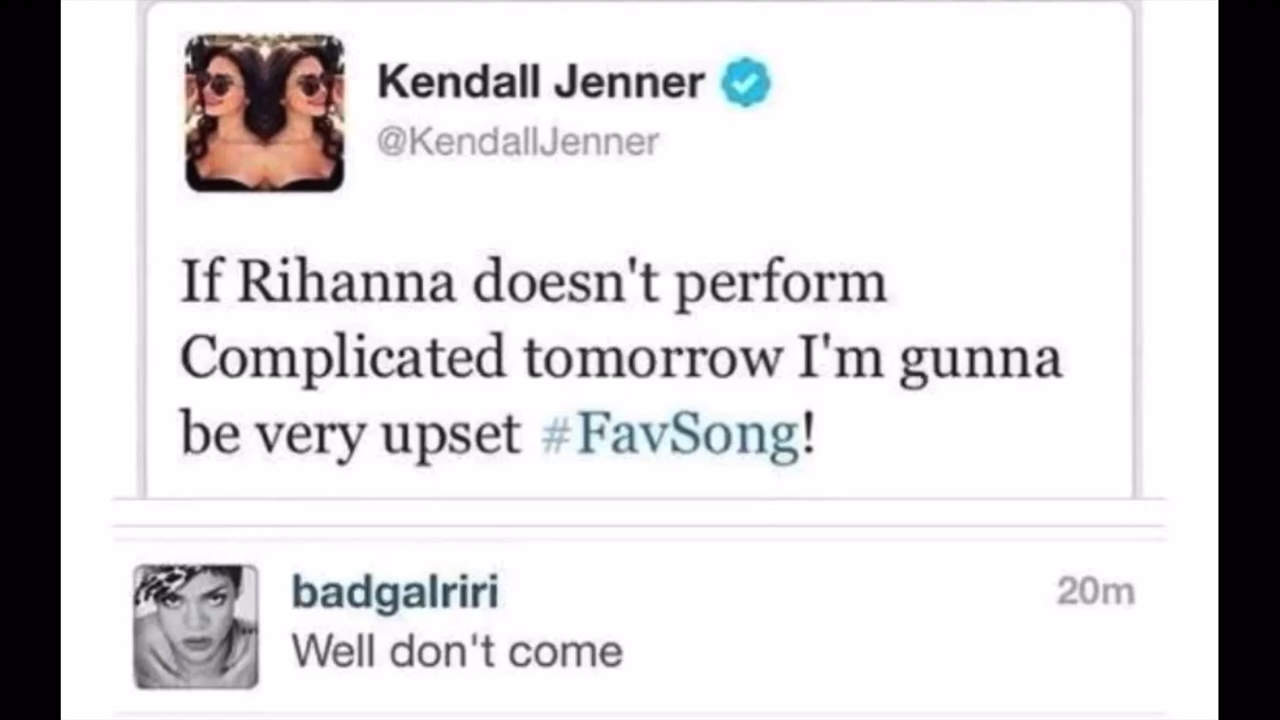 Kendall Jenner
@KendallJenner
If Rihanna doesn't perform
Complicated tomorrow I'm gunna
be very upset #FavSong!
badgalriri 20m
Well don't come